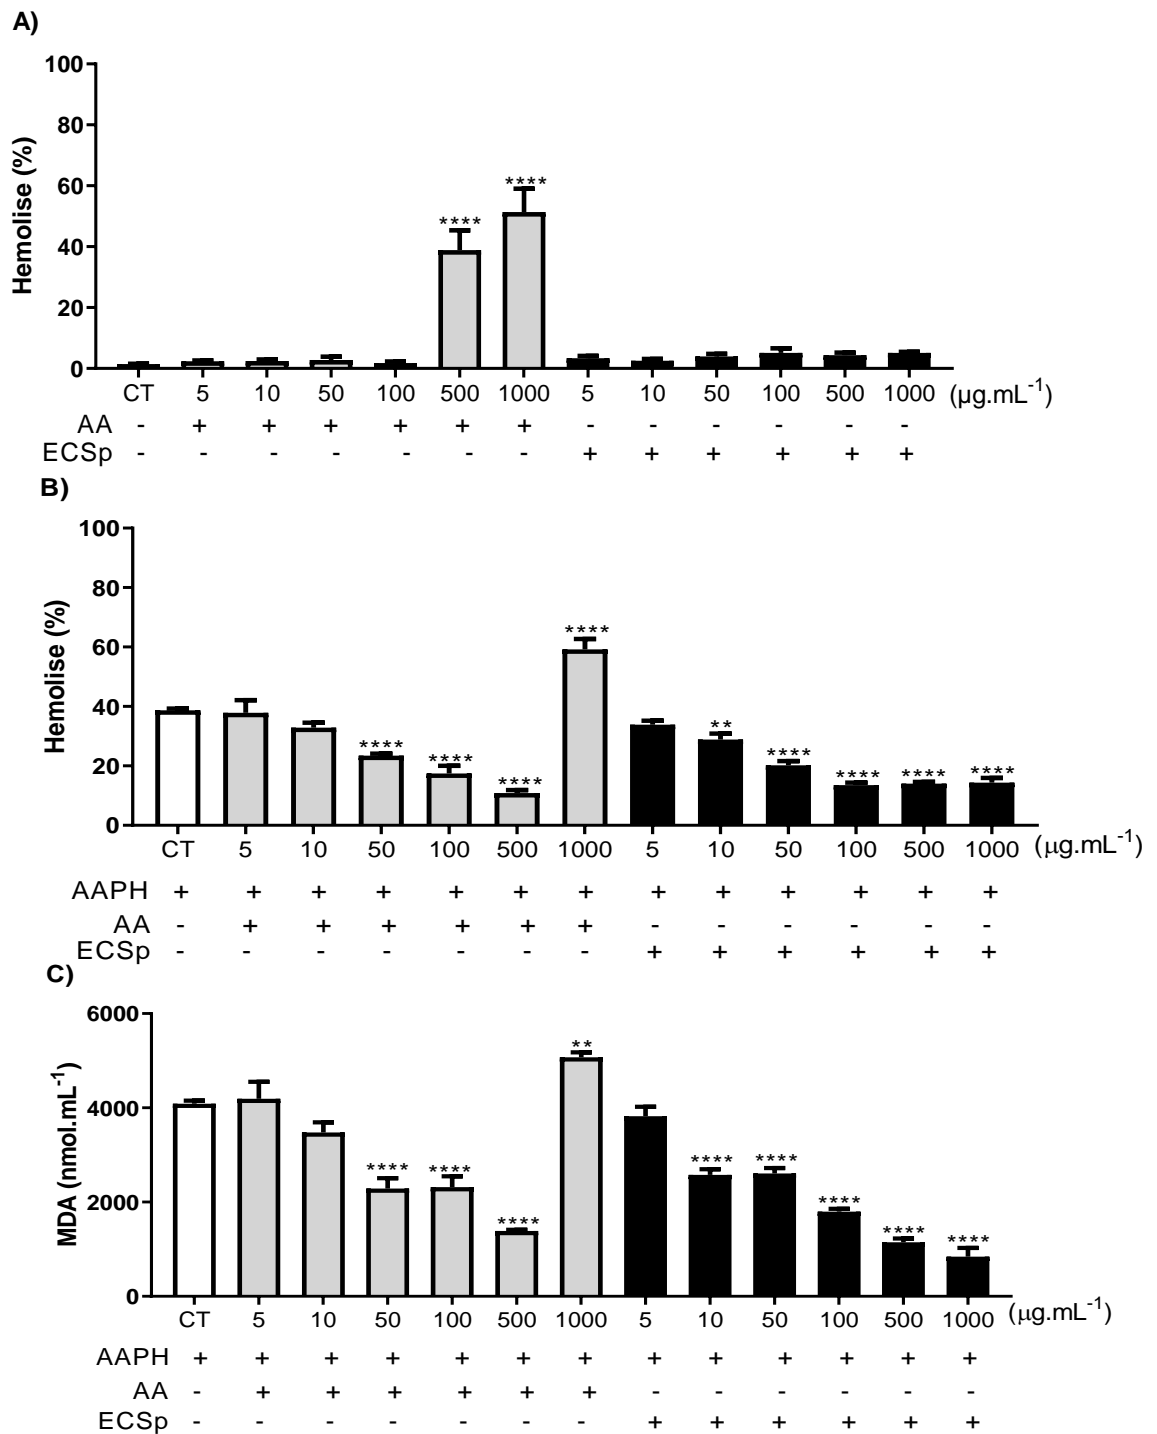 A)
100
80
60
40
20
0
Hemolise (%)
**** ****
CT 5 10 50 100 500 1000 5 10 50 100 500 1000 (µg.mL-1)
AA - + + + + + + - - - - - -
ECSp - - - - - - - + + + + + +
B)
100
80
60
40
20
0
Hemolise (%)
**** **** **** **** ** **** **** **** ****
CT 5 10 50 100 500 1000 5 10 50 100 500 1000 (µg.mL-1)
AAPH + + + + + + + + + + + + +
AA - + + + + + + - - - - - -
ECSp - - - - - - - + + + + + +
C)
6000
4000
2000
0
MDA (nmol.mL-1)
**** **** **** ** **** **** **** **** ****
CT 5 10 50 100 500 1000 5 10 50 100 500 1000 (µg.mL-1)
AAPH + + + + + + + + + + + + +
AA - + + + + + + - - - - - -
ECSp - - - - - - - + + + + + +